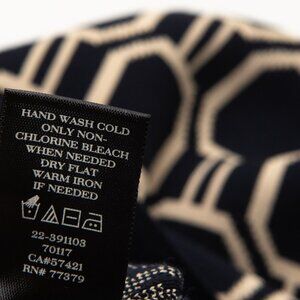 HAND WASH COLD
ONLY NON-
CHLORINE BLEACH
WHEN NEEDED
DRY FLAT
WARM IRON
IF NEEDED
22-391103
70117
CA#57421
RN# 77379